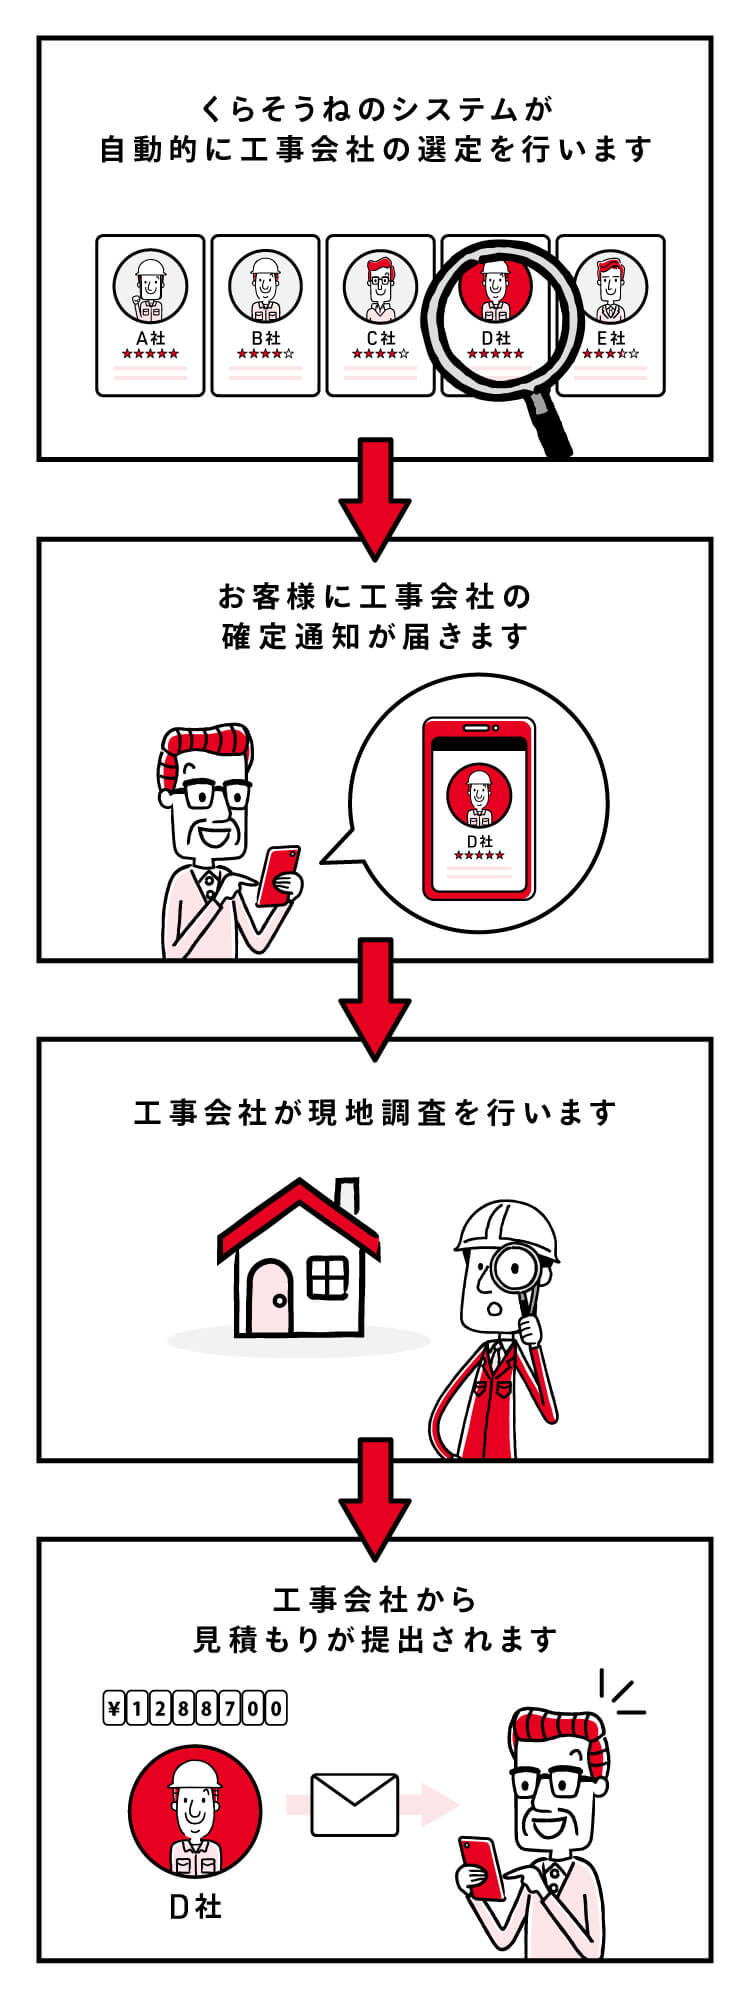 くらそうねのシステムが
自動的に工事会社の選定を行います
A社 B社 C社 D社 E社
★★★★★ ★★★★☆ ★★★★☆ ★★★★★
お客様に工事会社の
確定通知が届きます
D社
★★★★★
工事会社が現地調査を行います
工事会社から
見積もりが提出されます
¥1288700
D社